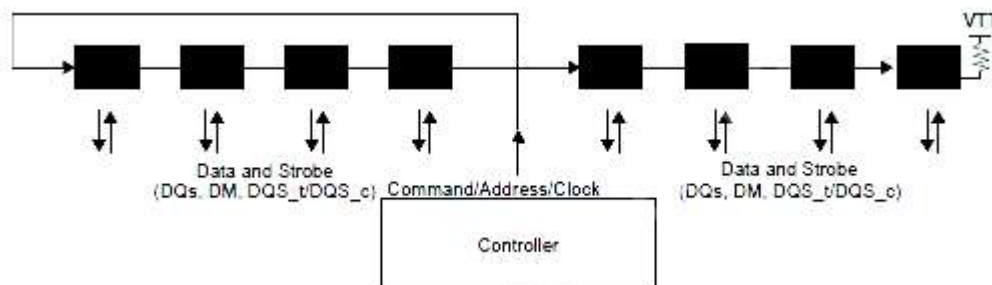 VTT
Data and Strobe
(DQs, DM, DQS_t/DQS_c)
Command/Address/Clock
Data and Strobe
(DQs, DM, DQS_t/DQS_c)
Controller